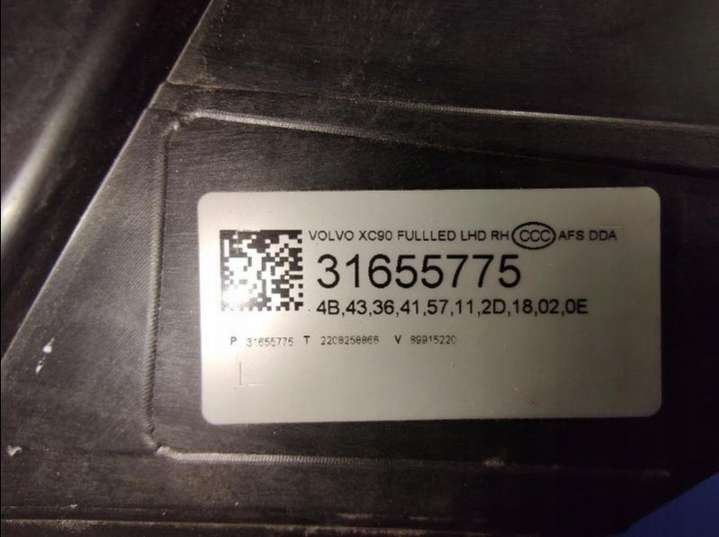 VOLVO XC90 FULLLED LHD RH CCC AFS DDA
31655775
4B,43,36,41,57,11,2D,18,02,0E
P 31655775 T 2208258866 V 89915220